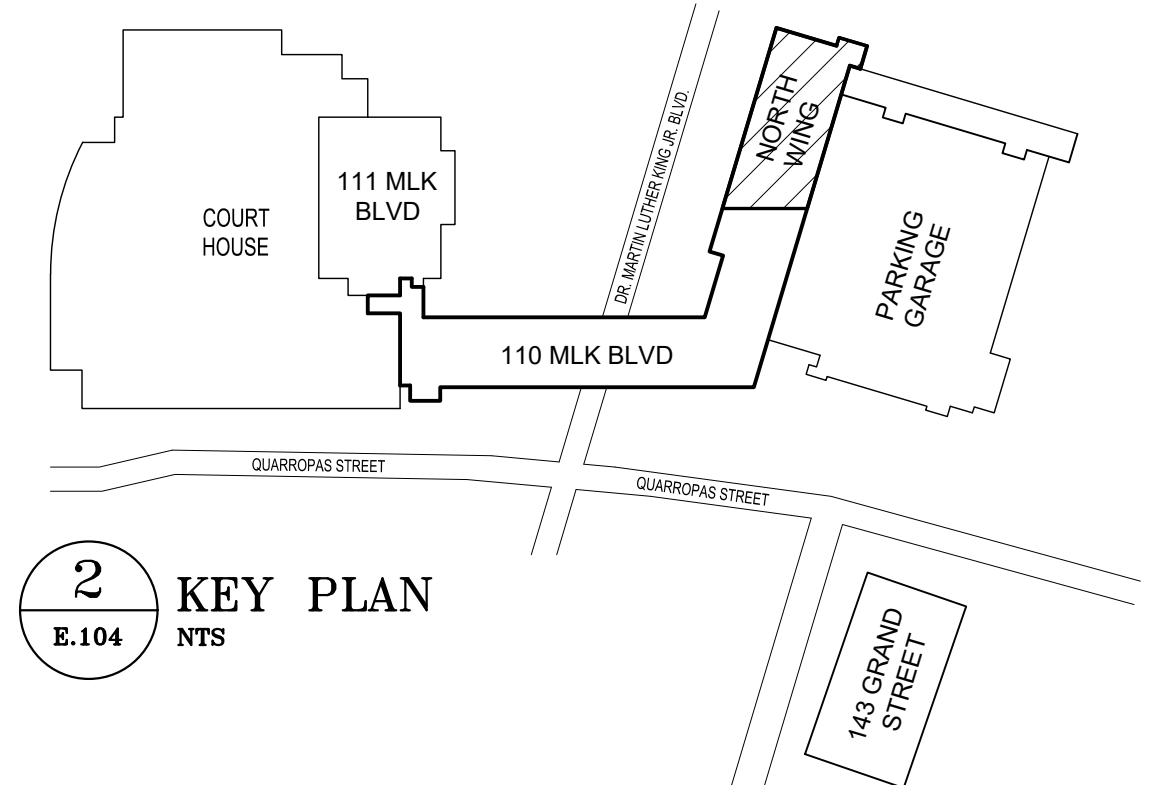 111 MLK
BLVD
COURT
HOUSE
DR. MARTIN LUTHER KING JR. BLVD.
NORTH
WING
PARKING
GARAGE
110 MLK BLVD
QUARROPAS STREET
QUARROPAS STREET
2
E.104
KEY PLAN
NTS
143 GRAND
STREET